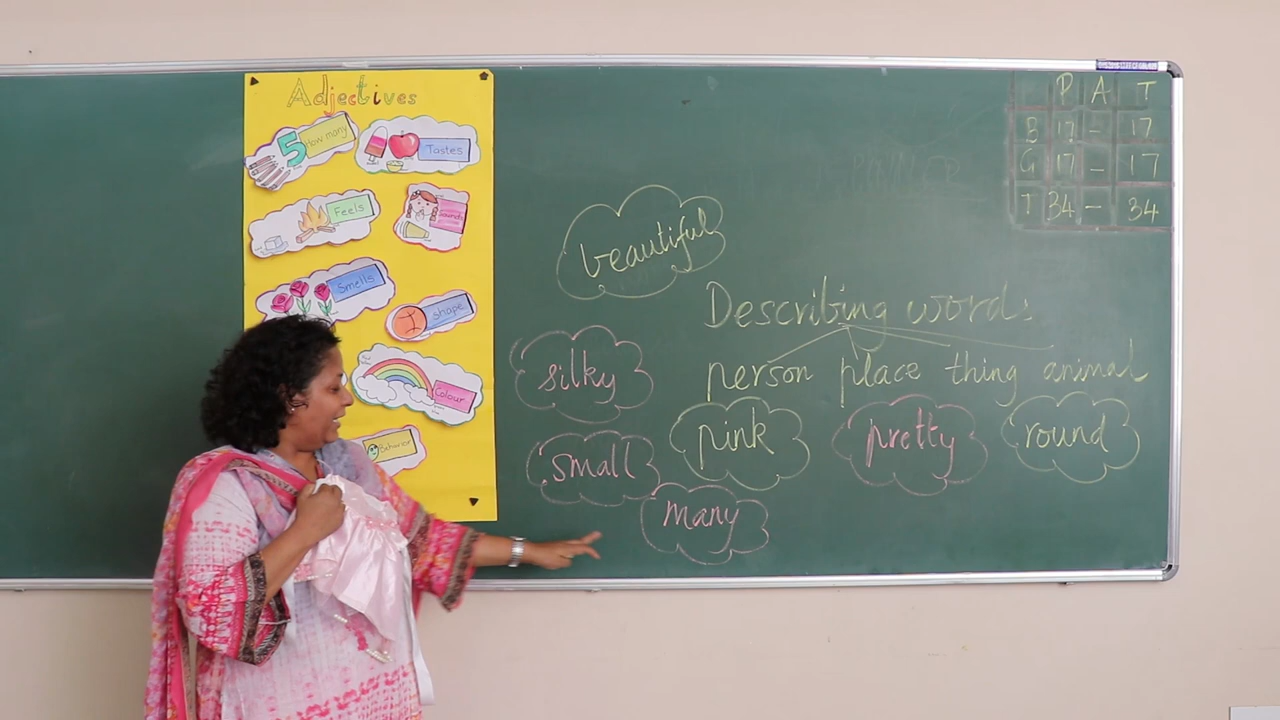 Adjectives
How many
Tastes
Feels
Sounds
Smells
Shape
Colour
Behavior
beautiful
Describing words
person place thing animal
silky
pink
pretty
round
small
many
P A T
B 17 - 17
G 17 - 17
T 34 - 34